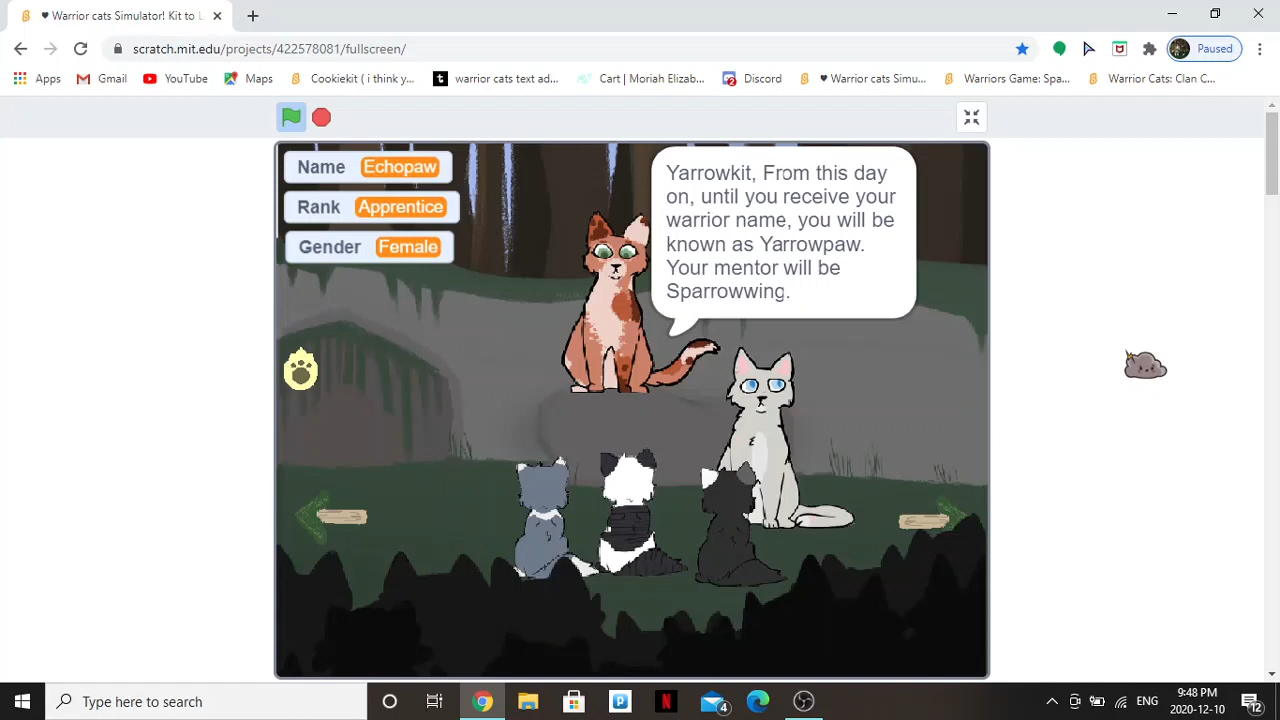 ♥ Warrior cats Simulator! Kit to L
scratch.mit.edu/projects/422578081/fullscreen/
Paused
Apps
Gmail
YouTube
Maps
Cookiekit ( i think y...
t
warrior cats text ad...
Cart | Moriah Elizab...
2
Discord
♥ Warrior cats Simu...
Warriors Game: Spa...
Warrior Cats: Clan C...
Name Echopaw
Rank Apprentice
Gender Female
Yarrowkit, From this day
on, until you receive your
warrior name, you will be
known as Yarrowpaw.
Your mentor will be
Sparrowwing.
Type here to search
P
N
4
ENG
9:48 PM
2020-12-10
12